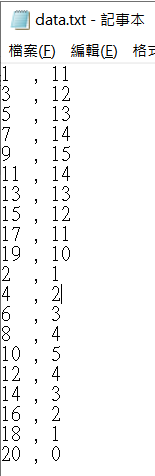 data.txt - 記事本
檔案(F) 編輯(E) 格式
1 , 11
3 , 12
5 , 13
7 , 14
9 , 15
11 , 14
13 , 13
15 , 12
17 , 11
19 , 10
2 , 1
4 , 2
6 , 3
8 , 4
10 , 5
12 , 4
14 , 3
16 , 2
18 , 1
20 , 0